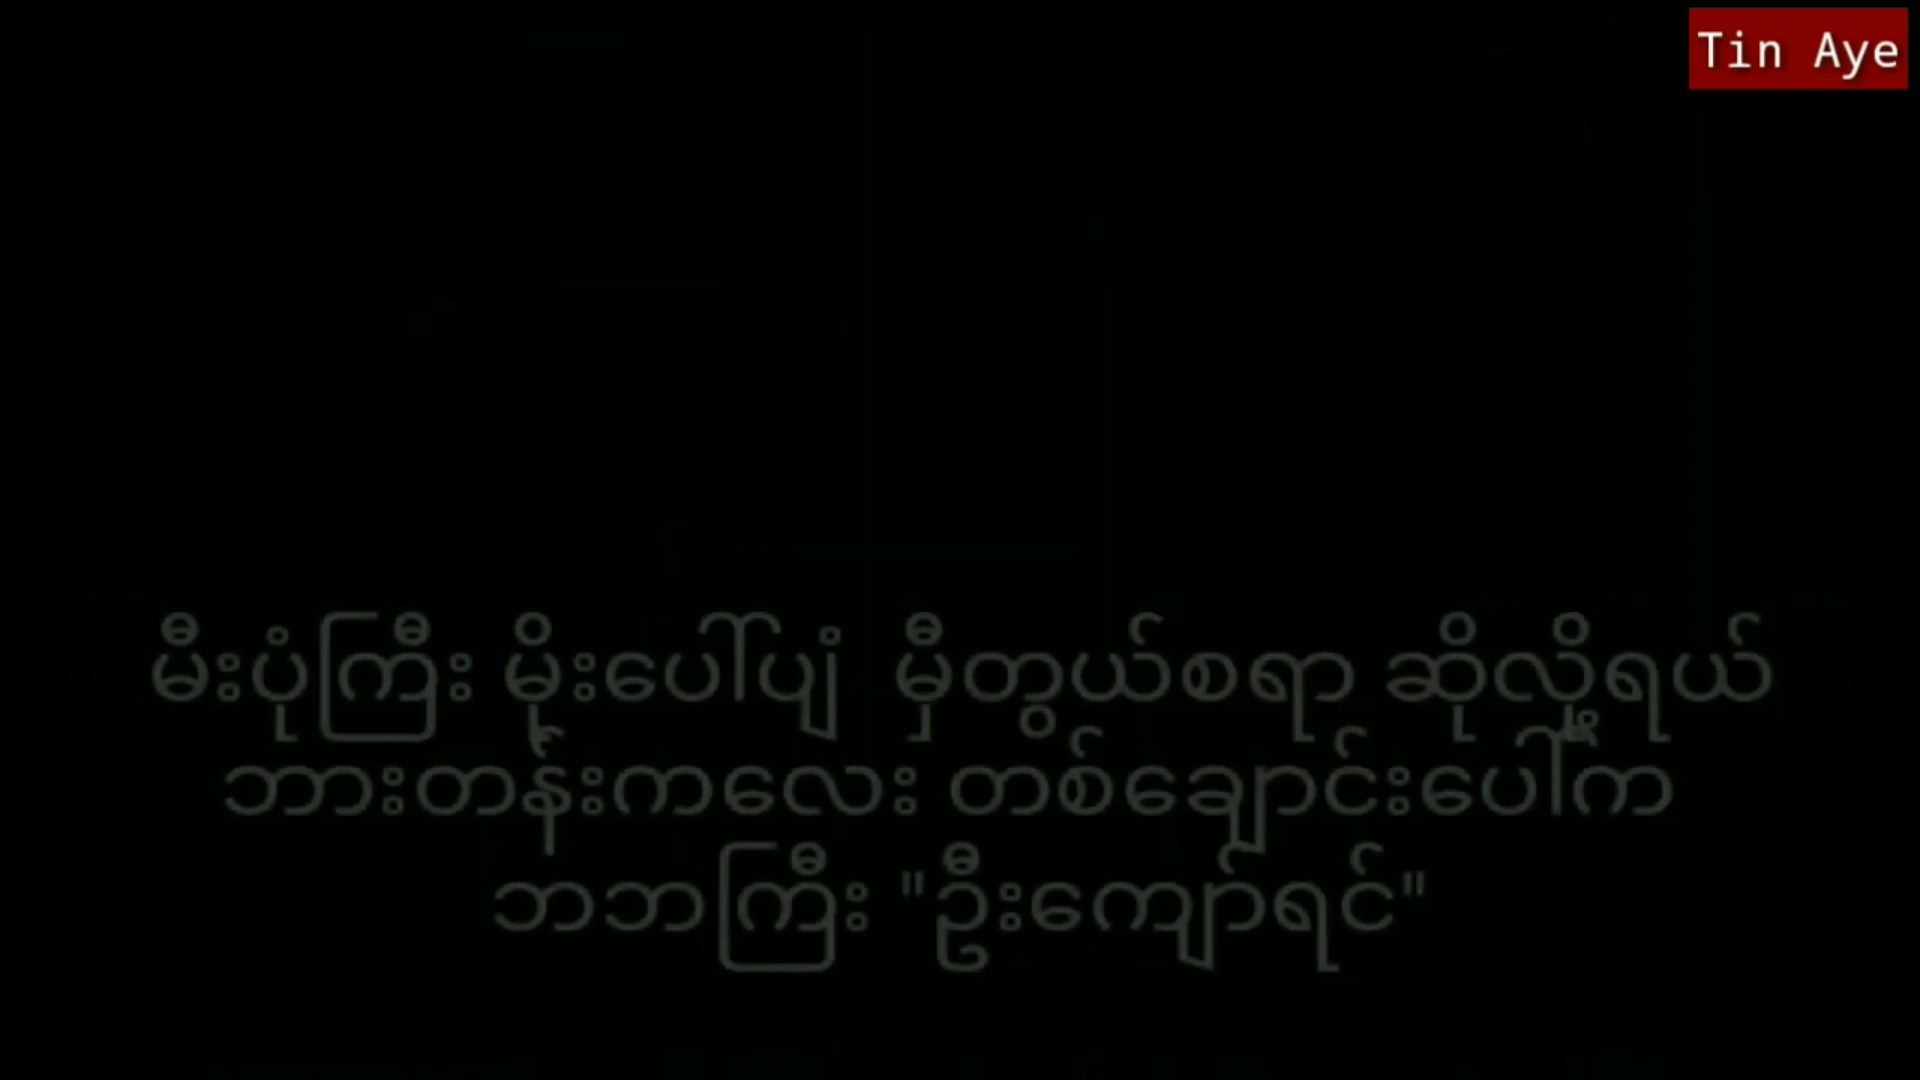 Tin Aye
မီးပုံကြီး မိုးပေါ်ပျံ မှီတွယ်စရာ ဆိုလို့ရယ်
ဘားတန်းကလေး တစ်ချောင်းပေါ်က
ဘဘကြီး "ဦးကျော်ရင်"